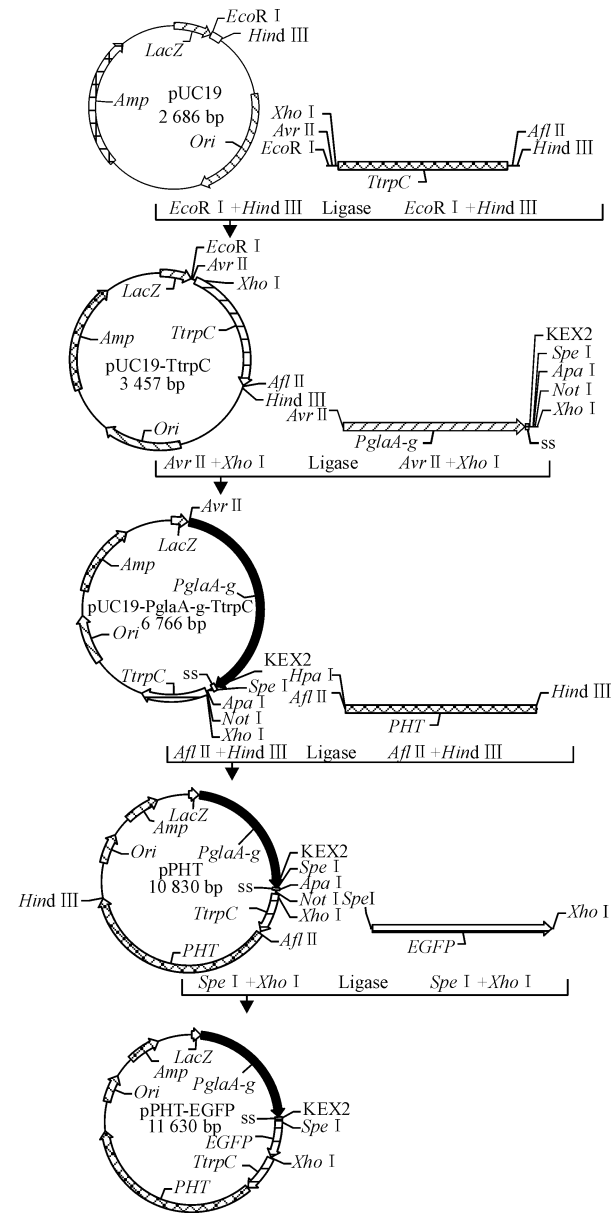 EcoR Ⅰ
Hind Ⅲ
LacZ
pUC19
2 686 bp
Amp
Ori
Xho Ⅰ
Avr Ⅱ
EcoR Ⅰ
Afl Ⅱ
Hind Ⅲ
TtrpC
EcoR Ⅰ +Hind Ⅲ Ligase EcoR Ⅰ +Hind Ⅲ
EcoR Ⅰ
Avr Ⅱ
Xho Ⅰ
LacZ
TtrpC
Amp
pUC19-TtrpC
3 457 bp
Afl Ⅱ
Hind Ⅲ
Ori
KEX2
Spe Ⅰ
Apa Ⅰ
Not Ⅰ
Xho Ⅰ
Avr Ⅱ
PglaA-g
ss
Avr Ⅱ +Xho Ⅰ Ligase Avr Ⅱ +Xho Ⅰ
Avr Ⅱ
LacZ
Amp
PglaA-g
pUC19-PglaA-g-TtrpC
6 766 bp
Ori
TtrpC
ss
KEX2
Spe Ⅰ
Apa Ⅰ
Not Ⅰ
Xho Ⅰ
Hpa Ⅰ
Afl Ⅱ
Hind Ⅲ
PHT
Afl Ⅱ +Hind Ⅲ Ligase Afl Ⅱ +Hind Ⅲ
LacZ
Amp
Ori
PglaA-g
pPHT
10 830 bp
KEX2
Spe Ⅰ
ss
Apa Ⅰ
Not Ⅰ
Xho Ⅰ
Hind Ⅲ
TtrpC
Afl Ⅱ
PHT
SpeⅠ
Xho Ⅰ
EGFP
Spe Ⅰ +Xho Ⅰ Ligase Spe Ⅰ +Xho Ⅰ
LacZ
Amp
Ori
PglaA-g
pPHT-EGFP
11 630 bp
ss
KEX2
Spe Ⅰ
EGFP
TtrpC
Xho Ⅰ
PHT